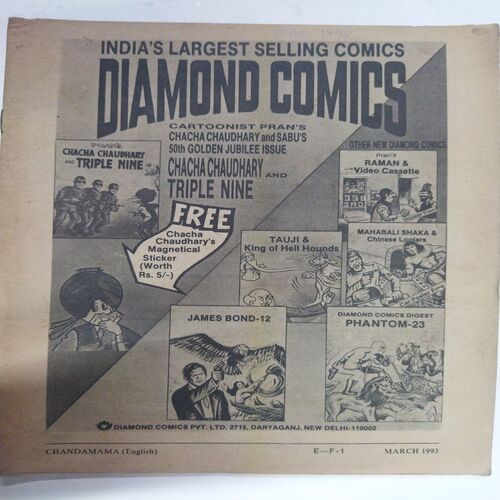 INDIA'S LARGEST SELLING COMICS
DIAMOND COMICS
CARTOONIST PRAN'S
CHACHA CHAUDHARY and SABU'S
50th GOLDEN JUBILEE ISSUE
CHACHA CHAUDHARY AND
TRIPLE NINE
CHACHA CHAUDHARY
AND TRIPLE NINE
FREE
Chacha
Chaudhary's
Magnetical
Sticker
(Worth
Rs. 5/-)
OTHER NEW DIAMOND COMICS
Pran's
RAMAN &
Video Cassette
TAUJI &
King of Hell Hounds
MAHABALI SHAKA &
Chinese Looters
JAMES BOND-12
DIAMOND COMICS DIGEST
PHANTOM-23
DIAMOND COMICS PVT. LTD. 2715, DARYAGANJ, NEW DELHI-110002
CHANDAMAMA (English) E—F-1 MARCH 1993